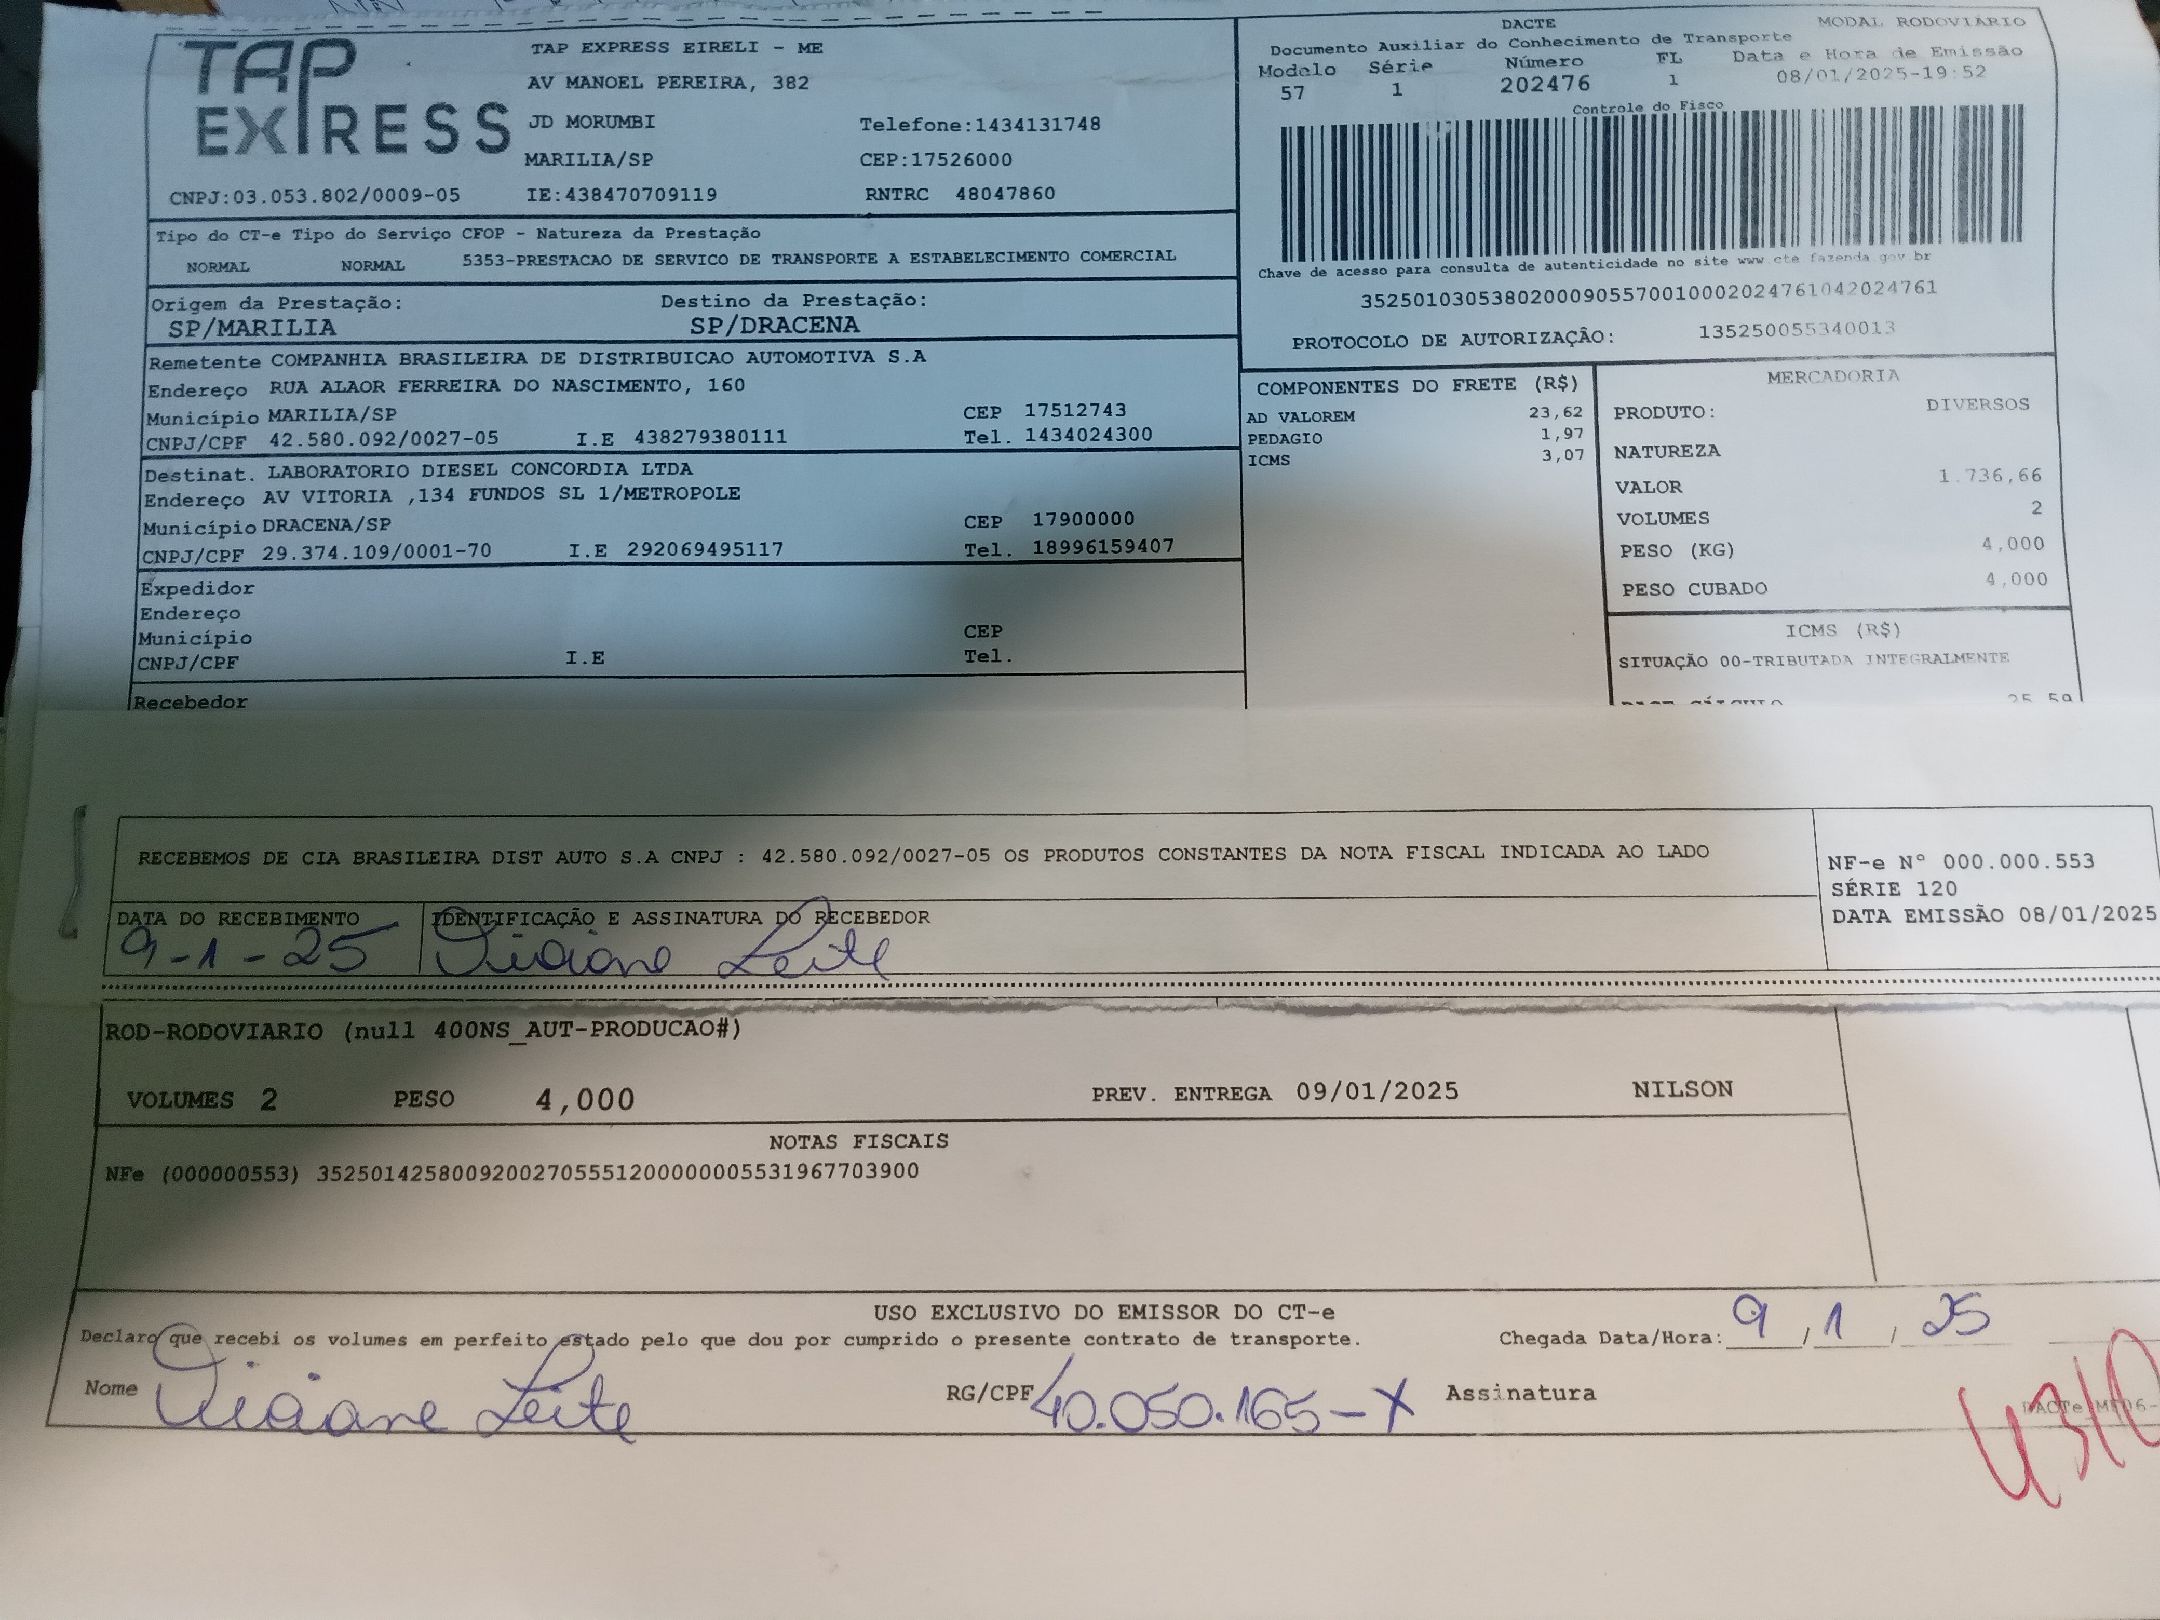 TAP EXPRESS
TAP EXPRESS EIRELI - ME
AV MANOEL PEREIRA, 382
JD MORUMBI Telefone:1434131748
MARILIA/SP CEP:17526000
CNPJ:03.053.802/0009-05 IE:438470709119 RNTRC 48047860
DACTE MODAL RODOVIÁRIO
Documento Auxiliar do Conhecimento de Transporte
Modelo Série Número FL Data e Hora de Emissão
57 1 202476 1 08/01/2025-19:52
Controle do Fisco
Chave de acesso para consulta de autenticidade no site www.cte.fazenda.gov.br
35250103053802000905570010002024761042024761
PROTOCOLO DE AUTORIZAÇÃO: 135250055340013
Tipo do CT-e Tipo do Serviço CFOP - Natureza da Prestação
NORMAL NORMAL 5353-PRESTACAO DE SERVICO DE TRANSPORTE A ESTABELECIMENTO COMERCIAL
Origem da Prestação: Destino da Prestação:
SP/MARILIA SP/DRACENA
Remetente COMPANHIA BRASILEIRA DE DISTRIBUICAO AUTOMOTIVA S.A
Endereço RUA ALAOR FERREIRA DO NASCIMENTO, 160
Município MARILIA/SP CEP 17512743
CNPJ/CPF 42.580.092/0027-05 I.E 438279380111 Tel. 1434024300
Destinat. LABORATORIO DIESEL CONCORDIA LTDA
Endereço AV VITORIA ,134 FUNDOS SL 1/METROPOLE
Município DRACENA/SP CEP 17900000
CNPJ/CPF 29.374.109/0001-70 I.E 292069495117 Tel. 18996159407
Expedidor
Endereço
Município CEP
CNPJ/CPF I.E Tel.
Recebedor
COMPONENTES DO FRETE (R$)
AD VALOREM 23,62
PEDAGIO 1,97
ICMS 3,07
MERCADORIA
PRODUTO: DIVERSOS
NATUREZA
VALOR 1.736,66
VOLUMES 2
PESO (KG) 4,000
PESO CUBADO 4,000
ICMS (R$)
SITUAÇÃO 00-TRIBUTADA INTEGRALMENTE
RECEBEMOS DE CIA BRASILEIRA DIST AUTO S.A CNPJ : 42.580.092/0027-05 OS PRODUTOS CONSTANTES DA NOTA FISCAL INDICADA AO LADO
NF-e Nº 000.000.553
SÉRIE 120
DATA EMISSÃO 08/01/2025
DATA DO RECEBIMENTO IDENTIFICAÇÃO E ASSINATURA DO RECEBEDOR
9-1-25 Leite
ROD-RODOVIARIO (null 400NS_AUT-PRODUCAO#)
VOLUMES 2 PESO 4,000 PREV. ENTREGA 09/01/2025 NILSON
NOTAS FISCAIS
NFe (000000553) 35250142580092002705551200000005531967703900
USO EXCLUSIVO DO EMISSOR DO CT-e
Declaro que recebi os volumes em perfeito estado pelo que dou por cumprido o presente contrato de transporte. Chegada Data/Hora: 9 / 1 / 25
Nome Leite RG/CPF 40.050.165-X Assinatura